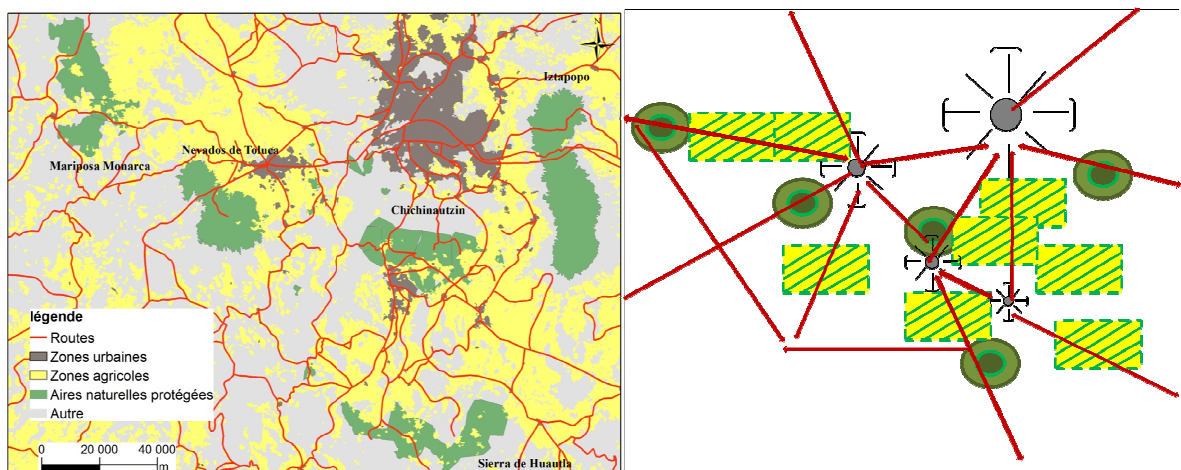 Iztapopo
Nevados de Toluca
Mariposa Monarca
Chichinautzin
légende
Routes
Zones urbaines
Zones agricoles
Aires naturelles protégées
Autre
0 20 000 40 000
m
Sierra de Huautla